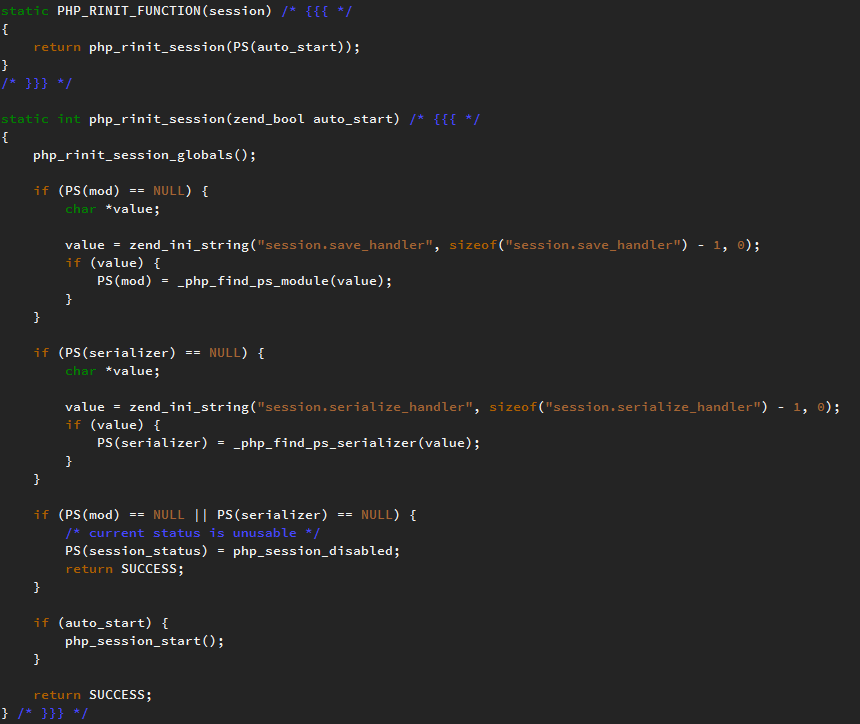 static PHP_RINIT_FUNCTION(session) /* {{{ */
{
    return php_rinit_session(PS(auto_start));
}
/* }}} */

static int php_rinit_session(zend_bool auto_start) /* {{{ */
{
    php_rinit_session_globals();

    if (PS(mod) == NULL) {
        char *value;

        value = zend_ini_string("session.save_handler", sizeof("session.save_handler") - 1, 0);
        if (value) {
            PS(mod) = _php_find_ps_module(value);
        }
    }

    if (PS(serializer) == NULL) {
        char *value;

        value = zend_ini_string("session.serialize_handler", sizeof("session.serialize_handler") - 1, 0);
        if (value) {
            PS(serializer) = _php_find_ps_serializer(value);
        }
    }

    if (PS(mod) == NULL || PS(serializer) == NULL) {
        /* current status is unusable */
        PS(session_status) = php_session_disabled;
        return SUCCESS;
    }

    if (auto_start) {
        php_session_start();
    }

    return SUCCESS;
} /* }}} */